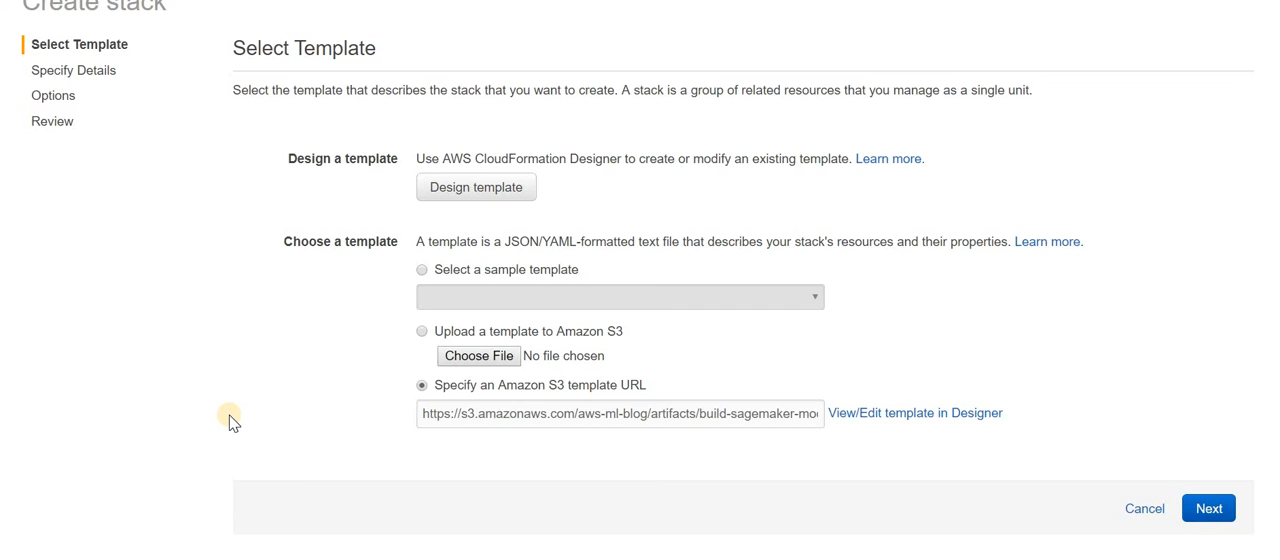 Create stack
Select Template
Specify Details
Options
Review
Select Template
Select the template that describes the stack that you want to create. A stack is a group of related resources that you manage as a single unit.
Design a template
Use AWS CloudFormation Designer to create or modify an existing template. Learn more.
Design template
Choose a template
A template is a JSON/YAML-formatted text file that describes your stack's resources and their properties. Learn more.
Select a sample template
Upload a template to Amazon S3
Choose File No file chosen
Specify an Amazon S3 template URL
https://s3.amazonaws.com/aws-ml-blog/artifacts/build-sagemaker-mo View/Edit template in Designer
Cancel Next